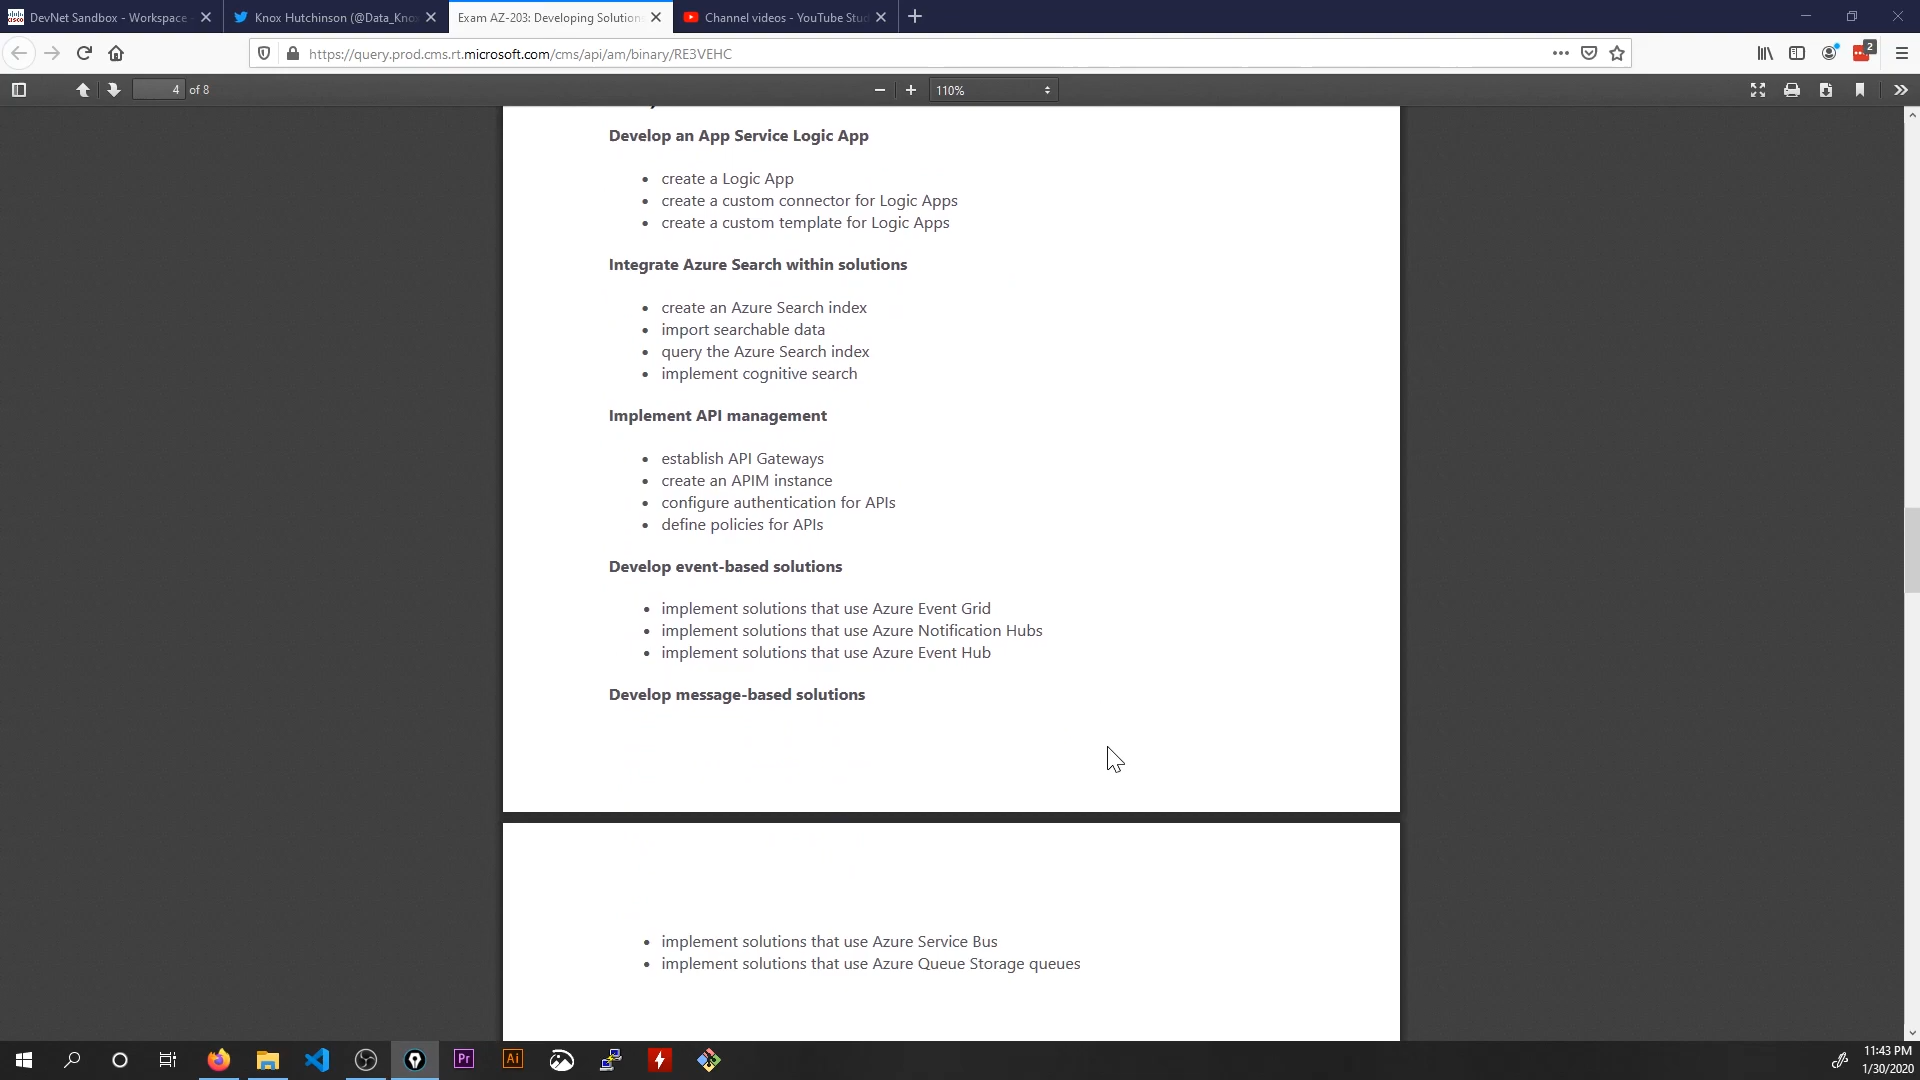 DevNet Sandbox - Workspace
Knox Hutchinson (@Data_Kno
Exam AZ-203: Developing Solution
Channel videos - YouTube Stud
https://query.prod.cms.rt.microsoft.com/cms/api/am/binary/RE3VEHC
2
4 of 8
110%
Develop an App Service Logic App
• create a Logic App
• create a custom connector for Logic Apps
• create a custom template for Logic Apps
Integrate Azure Search within solutions
• create an Azure Search index
• import searchable data
• query the Azure Search index
• implement cognitive search
Implement API management
• establish API Gateways
• create an APIM instance
• configure authentication for APIs
• define policies for APIs
Develop event-based solutions
• implement solutions that use Azure Event Grid
• implement solutions that use Azure Notification Hubs
• implement solutions that use Azure Event Hub
Develop message-based solutions
• implement solutions that use Azure Service Bus
• implement solutions that use Azure Queue Storage queues
Pr
Ai
11:43 PM
1/30/2020